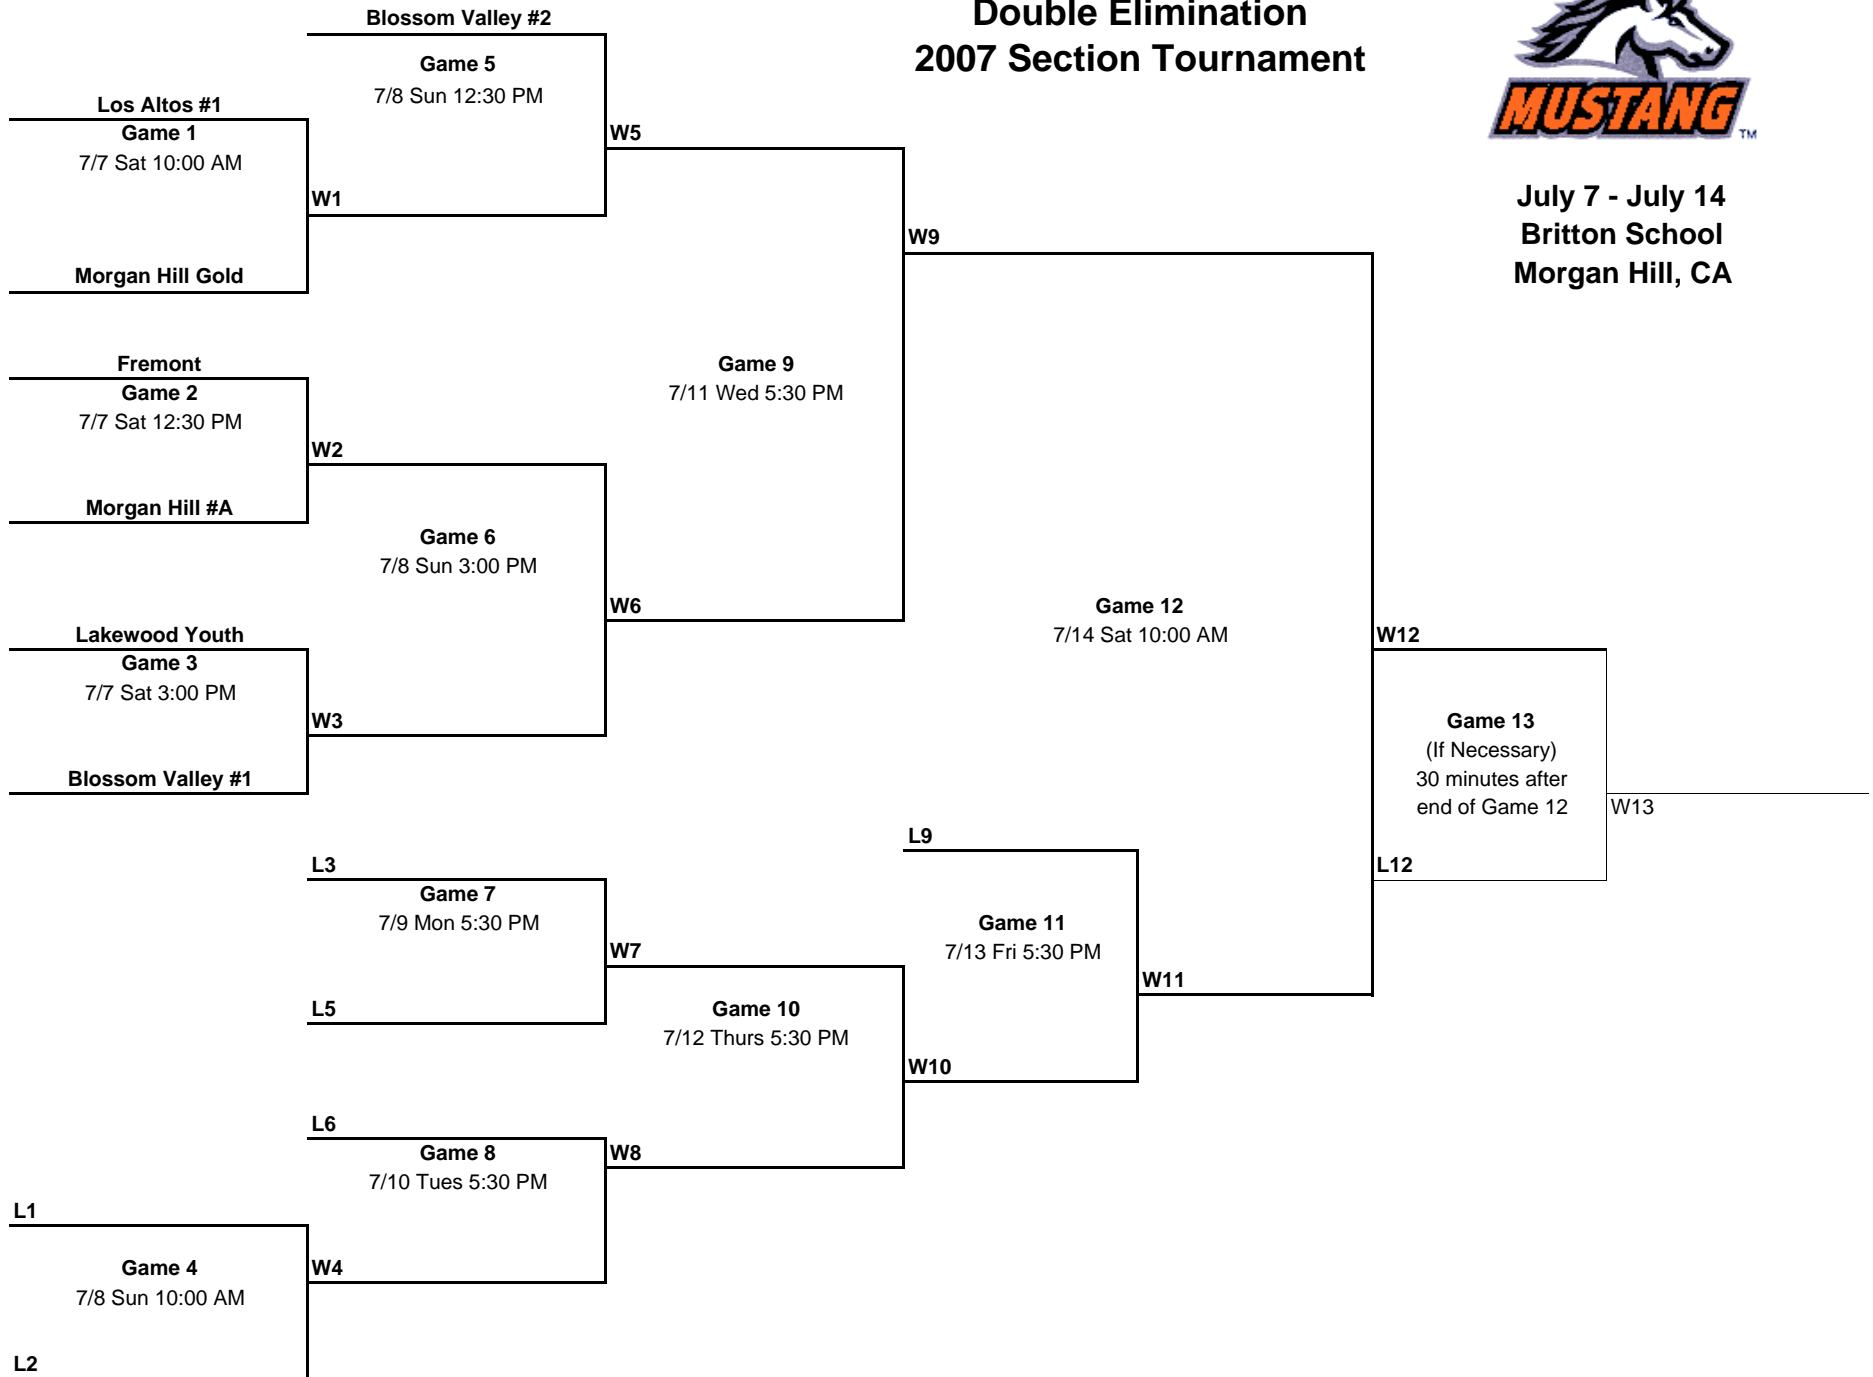 Double Elimination
2007 Section Tournament
MUSTANG
TM
July 7 - July 14
Britton School
Morgan Hill, CA
Blossom Valley #2
Game 5
7/8 Sun 12:30 PM
Los Altos #1
Game 1
7/7 Sat 10:00 AM
W5
W1
Morgan Hill Gold
W9
Fremont
Game 2
7/7 Sat 12:30 PM
Game 9
7/11 Wed 5:30 PM
W2
Morgan Hill #A
Game 6
7/8 Sun 3:00 PM
W6
Game 12
7/14 Sat 10:00 AM
W12
Lakewood Youth
Game 3
7/7 Sat 3:00 PM
W3
Game 13
(If Necessary)
30 minutes after
end of Game 12
W13
Blossom Valley #1
L9
L3
L12
Game 7
7/9 Mon 5:30 PM
Game 11
7/13 Fri 5:30 PM
W7
W11
L5
Game 10
7/12 Thurs 5:30 PM
W10
L6
Game 8
7/10 Tues 5:30 PM
W8
L1
Game 4
7/8 Sun 10:00 AM
W4
L2